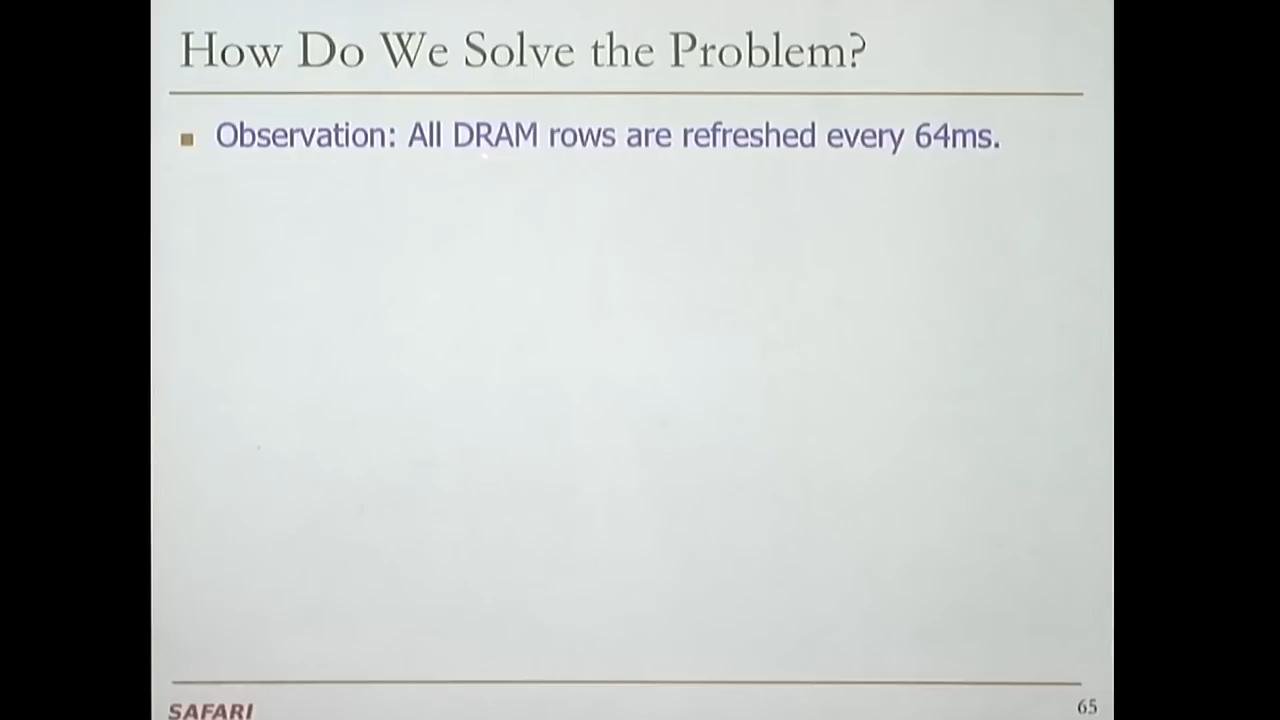 How Do We Solve the Problem?
Observation: All DRAM rows are refreshed every 64ms.
SAFARI
65